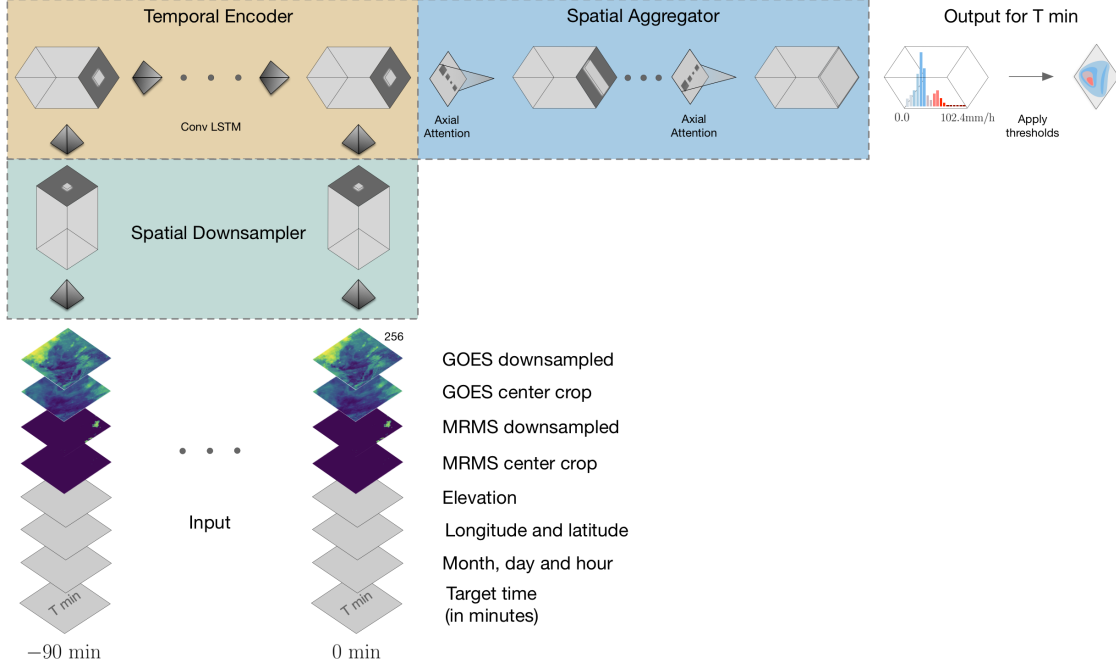 Temporal Encoder
Spatial Aggregator
Output for T min
Conv LSTM
Axial
Attention
Axial
Attention
0.0
102.4mm/h
Apply
thresholds
Spatial Downsampler
256
GOES downsampled
GOES center crop
MRMS downsampled
MRMS center crop
Elevation
Input
Longitude and latitude
Month, day and hour
T min
T min
Target time
(in minutes)
−90 min
0 min